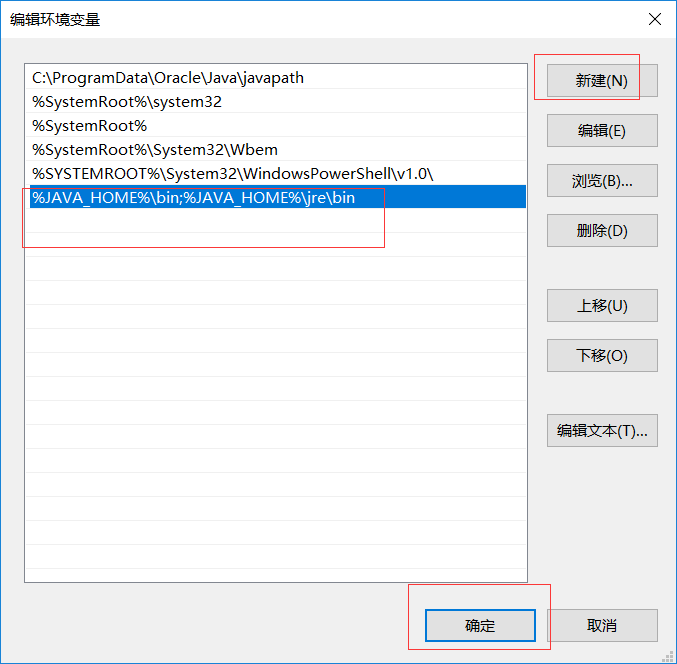 编辑环境变量
C:\ProgramData\Oracle\Java\javapath
%SystemRoot%\system32
%SystemRoot%
%SystemRoot%\System32\Wbem
%SYSTEMROOT%\System32\WindowsPowerShell\v1.0\
%JAVA_HOME%\bin;%JAVA_HOME%\jre\bin
新建(N)
编辑(E)
浏览(B)...
删除(D)
上移(U)
下移(O)
编辑文本(T)...
确定
取消